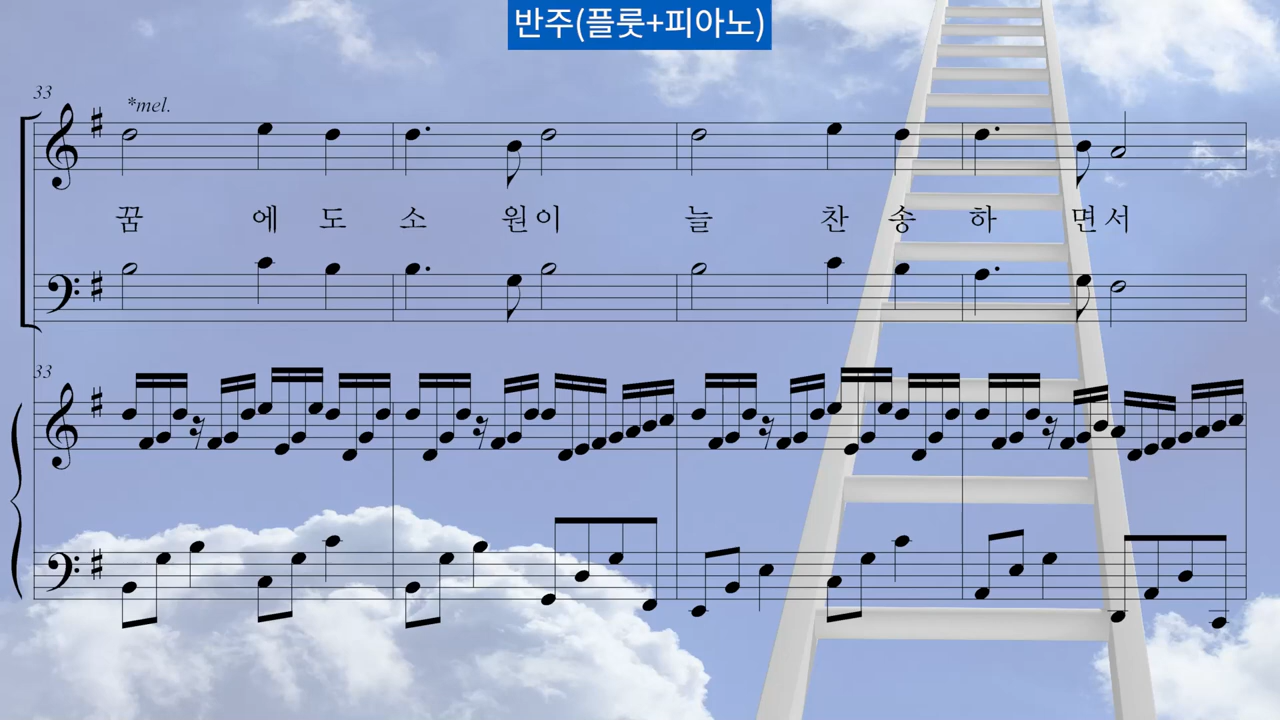 반주(플룻+피아노)
33
*mel.
꿈 에 도 소 원 이 늘 찬 송 하 면 서
33